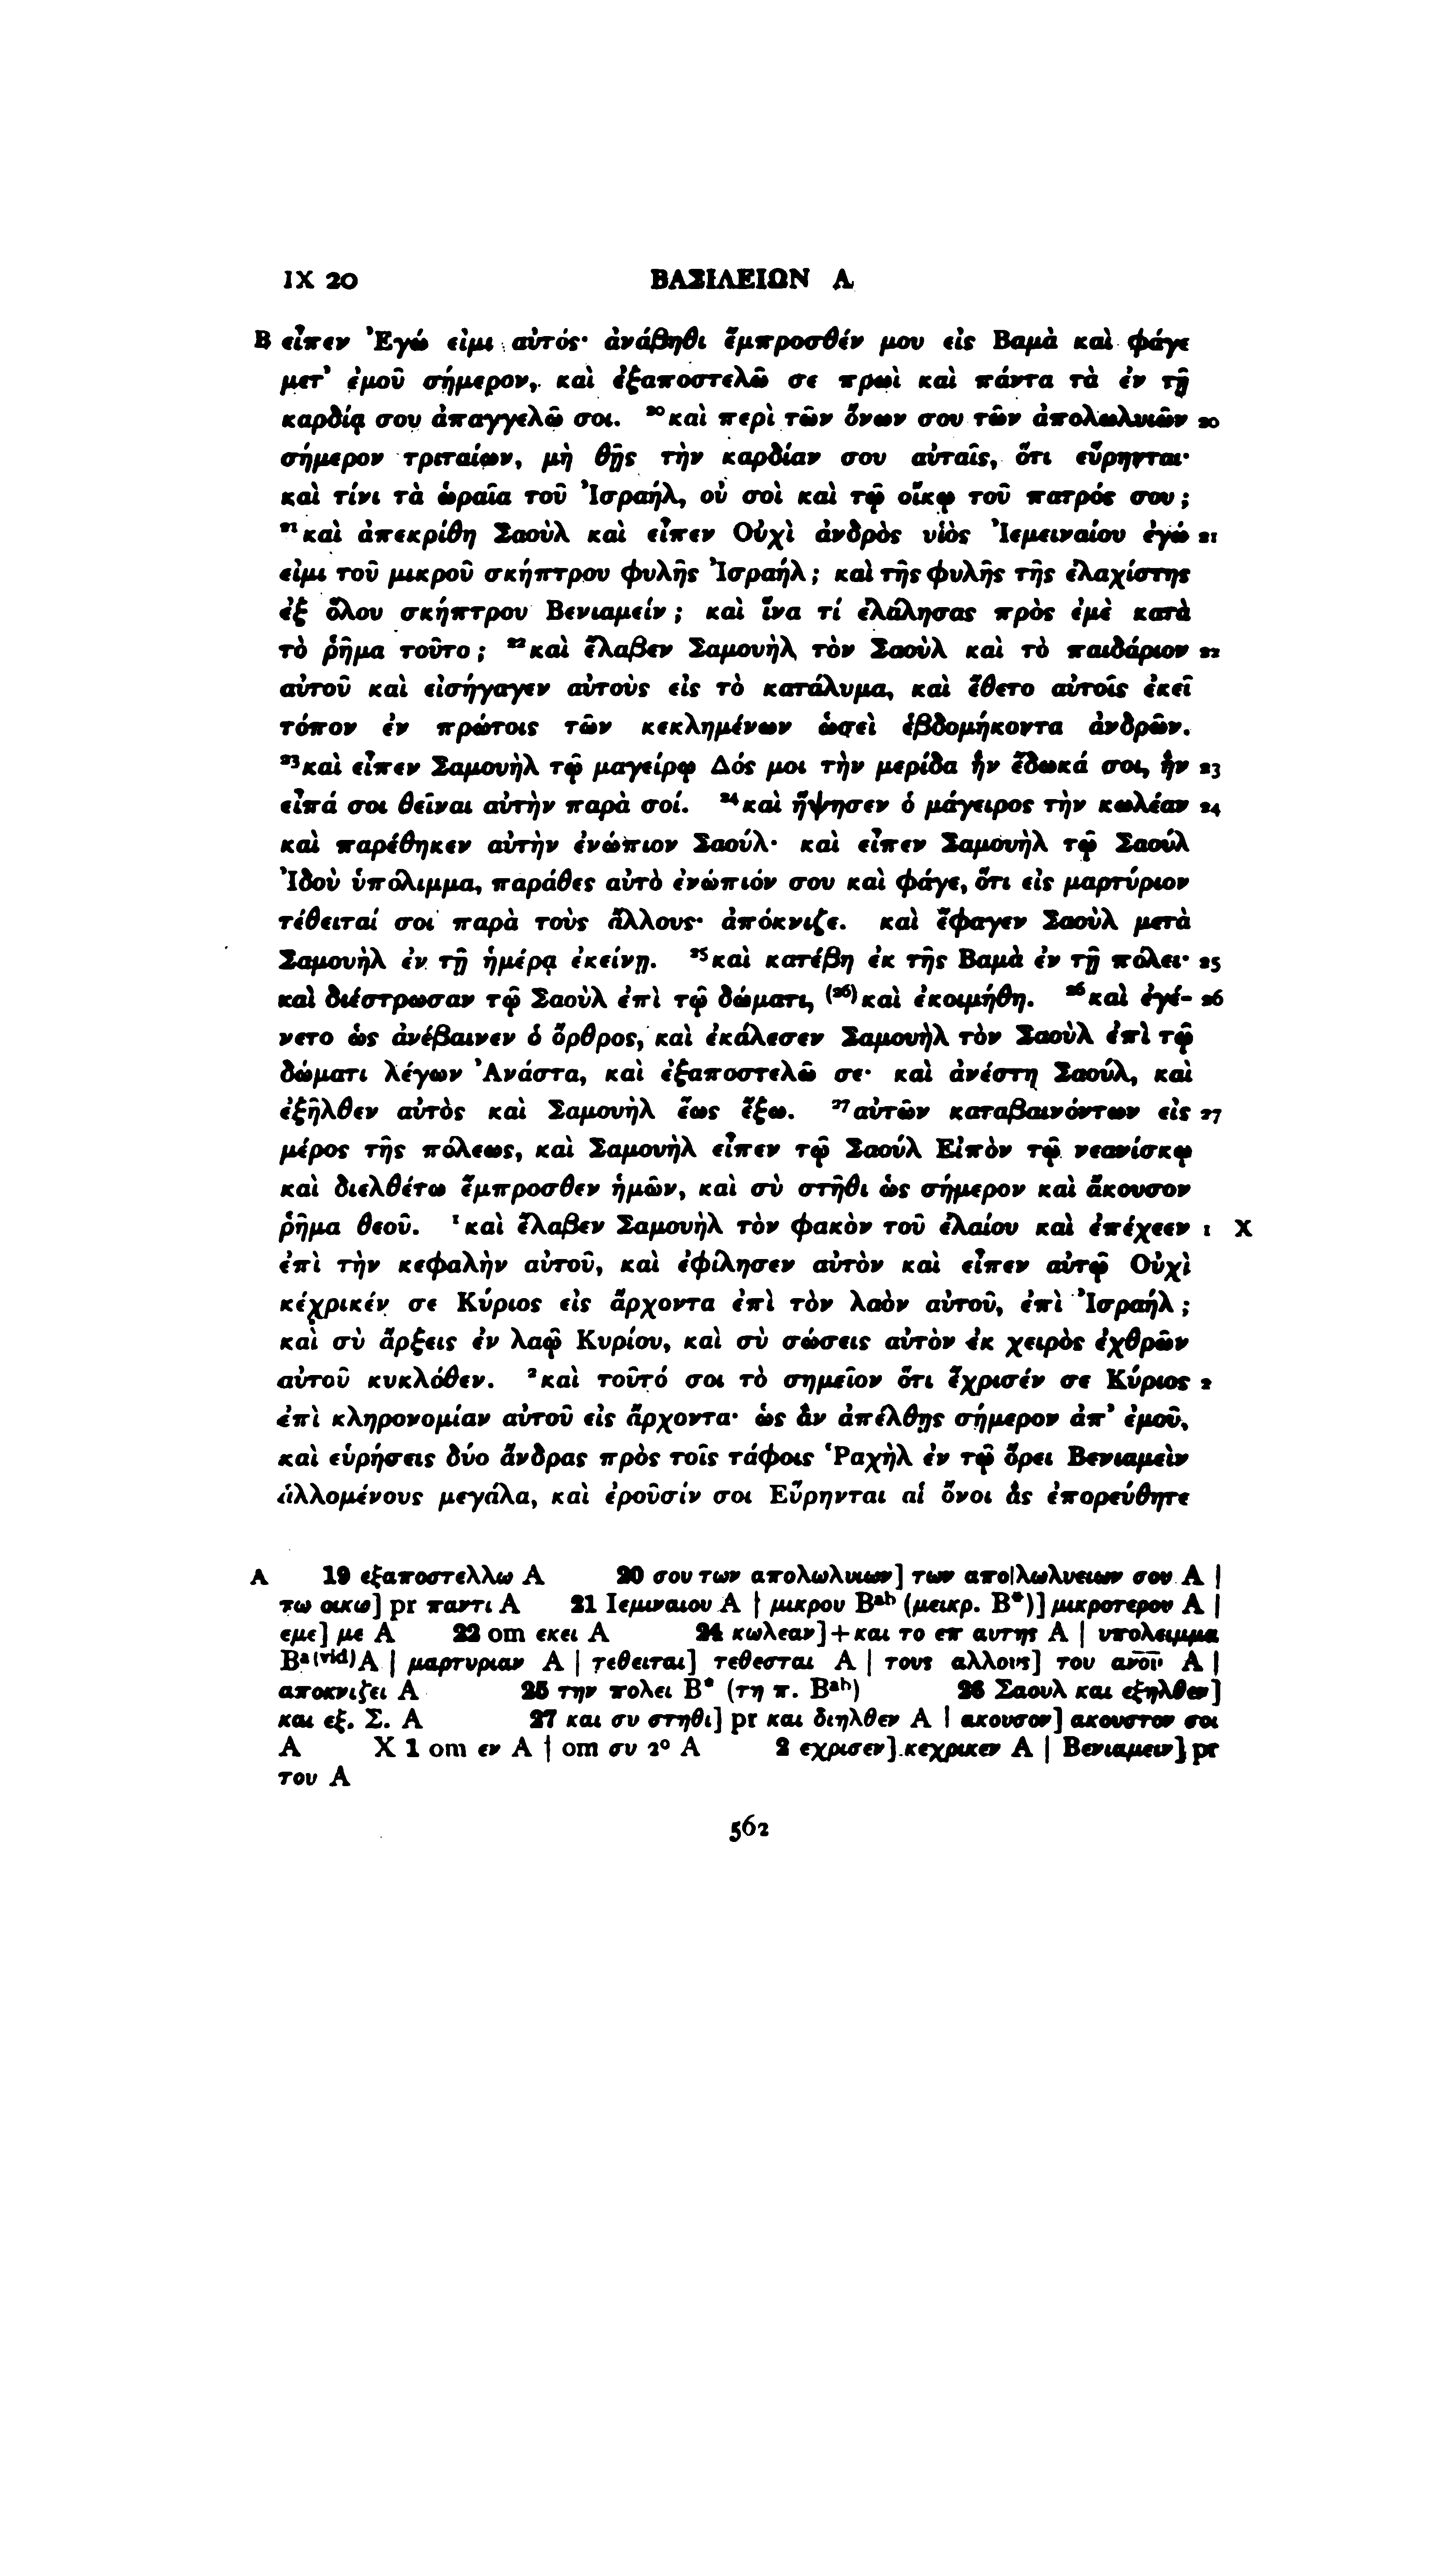 IX 20 ΒΑΣΙΛΕΙΩΝ Α
B εἶπεν Ἐγώ εἰμι αὐτός· ἀνάβηθι ἔμπροσθέν μου εἰς Βαμὰ καὶ φάγε
μετ’ ἐμοῦ σήμερον, καὶ ἐξαποστελῶ σε πρωὶ καὶ πάντα τὰ ἐν τῇ
καρδίᾳ σου ἀπαγγελῶ σοι. ²⁰καὶ περὶ τῶν ὄνων σου τῶν ἀπολωλυιῶν 20
σήμερον τριταίων, μὴ θῇς τὴν καρδίαν σου αὐταῖς, ὅτι εὕρηνται·
καὶ τίνι τὰ ὡραῖα τοῦ Ἰσραήλ, οὐ σοὶ καὶ τῷ οἴκῳ τοῦ πατρός σου;
²¹καὶ ἀπεκρίθη Σαοὺλ καὶ εἶπεν Οὐχὶ ἀνδρὸς υἱὸς Ἰεμειναίου ἐγώ 21
εἰμι τοῦ μικροῦ σκήπτρου φυλῆς Ἰσραήλ; καὶ τῆς φυλῆς τῆς ἐλαχίστης
ἐξ ὅλου σκήπτρου Βενιαμείν; καὶ ἵνα τί ἐλάλησας πρὸς ἐμὲ κατὰ
τὸ ῥῆμα τοῦτο; ²²καὶ ἔλαβεν Σαμουὴλ τὸν Σαοὺλ καὶ τὸ παιδάριον 22
αὐτοῦ καὶ εἰσήγαγεν αὐτοὺς εἰς τὸ κατάλυμα, καὶ ἔθετο αὐτοῖς ἐκεῖ
τόπον ἐν πρώτοις τῶν κεκλημένων ὡσεὶ ἑβδομήκοντα ἀνδρῶν.
²³καὶ εἶπεν Σαμουὴλ τῷ μαγείρῳ Δός μοι τὴν μερίδα ἣν ἔδωκά σοι, ἣν 23
εἶπά σοι θεῖναι αὐτὴν παρὰ σοί. ²⁴καὶ ἥψησεν ὁ μάγειρος τὴν κωλέαν 24
καὶ παρέθηκεν αὐτὴν ἐνώπιον Σαούλ· καὶ εἶπεν Σαμουὴλ τῷ Σαούλ
Ἰδοὺ ὑπόλιμμα, παράθες αὐτὸ ἐνώπιόν σου καὶ φάγε, ὅτι εἰς μαρτύριον
τέθειταί σοι παρὰ τοὺς ἄλλους· ἀπόκνιζε. καὶ ἔφαγεν Σαοὺλ μετὰ
Σαμουὴλ ἐν τῇ ἡμέρᾳ ἐκείνῃ. ²⁵καὶ κατέβη ἐκ τῆς Βαμὰ ἐν τῇ πόλει· 25
καὶ διέστρωσαν τῷ Σαοὺλ ἐπὶ τῷ δώματι, ⁽²⁶⁾καὶ ἐκοιμήθη. ²⁶καὶ ἐγέ- 26
νετο ὡς ἀνέβαινεν ὁ ὄρθρος, καὶ ἐκάλεσεν Σαμουὴλ τὸν Σαοὺλ ἐπὶ τῷ
δώματι λέγων Ἀνάστα, καὶ ἐξαποστελῶ σε· καὶ ἀνέστη Σαούλ, καὶ
ἐξῆλθεν αὐτὸς καὶ Σαμουὴλ ἕως ἔξω. ²⁷αὐτῶν καταβαινόντων εἰς 27
μέρος τῆς πόλεως, καὶ Σαμουὴλ εἶπεν τῷ Σαούλ Εἰπὸν τῷ νεανίσκῳ
καὶ διελθέτω ἔμπροσθεν ἡμῶν, καὶ σὺ στῆθι ὡς σήμερον καὶ ἄκουσον
ῥῆμα θεοῦ. ¹καὶ ἔλαβεν Σαμουὴλ τὸν φακὸν τοῦ ἐλαίου καὶ ἐπέχεεν 1 X
ἐπὶ τὴν κεφαλὴν αὐτοῦ, καὶ ἐφίλησεν αὐτὸν καὶ εἶπεν αὐτῷ Οὐχὶ
κέχρικέν σε Κύριος εἰς ἄρχοντα ἐπὶ τὸν λαὸν αὐτοῦ, ἐπὶ Ἰσραήλ;
καὶ σὺ ἄρξεις ἐν λαῷ Κυρίου, καὶ σὺ σώσεις αὐτὸν ἐκ χειρὸς ἐχθρῶν
αὐτοῦ κυκλόθεν. ²καὶ τοῦτό σοι τὸ σημεῖον ὅτι ἔχρισέν σε Κύριος 2
ἐπὶ κληρονομίαν αὐτοῦ εἰς ἄρχοντα· ὡς ἂν ἀπέλθῃς σήμερον ἀπ’ ἐμοῦ,
καὶ εὑρήσεις δύο ἄνδρας πρὸς τοῖς τάφοις Ῥαχὴλ ἐν τῷ ὄρει Βενιαμεὶν
ἁλλομένους μεγάλα, καὶ ἐροῦσίν σοι Εὕρηνται αἱ ὄνοι ἃς ἐπορεύθητε
A 19 εξαποστελλω A 20 σου των απολωλυιων] των απο|λωλυειων σου A |
τω οικω] pr παντι A 21 Ιεμιναιου A | μικρου Bᵃᵇ (μεικρ. B*)] μικροτερου A |
εμε] με A 22 om εκει A 24 κωλεαν]+και το επ αυτης A | υπολειμμα
Bᵃ⁽ᵛⁱᵈ⁾A | μαρτυριαν A | τεθειται] τεθεσται A | τους αλλους] του α̅ν̅ο̅υ̅ A |
αποκνιζει A 25 την πολει B* (τη π. Bᵃᵇ) 26 Σαουλ και εξηλθεν]
και εξ. Σ. A 27 και συ στηθι] pr και διηλθεν A | ακουσον] ακουστον σοι
A X 1 om εν A | om συ 2° A 2 εχρισεν] κεχρικεν A | Βενιαμειν] pr
του A
562